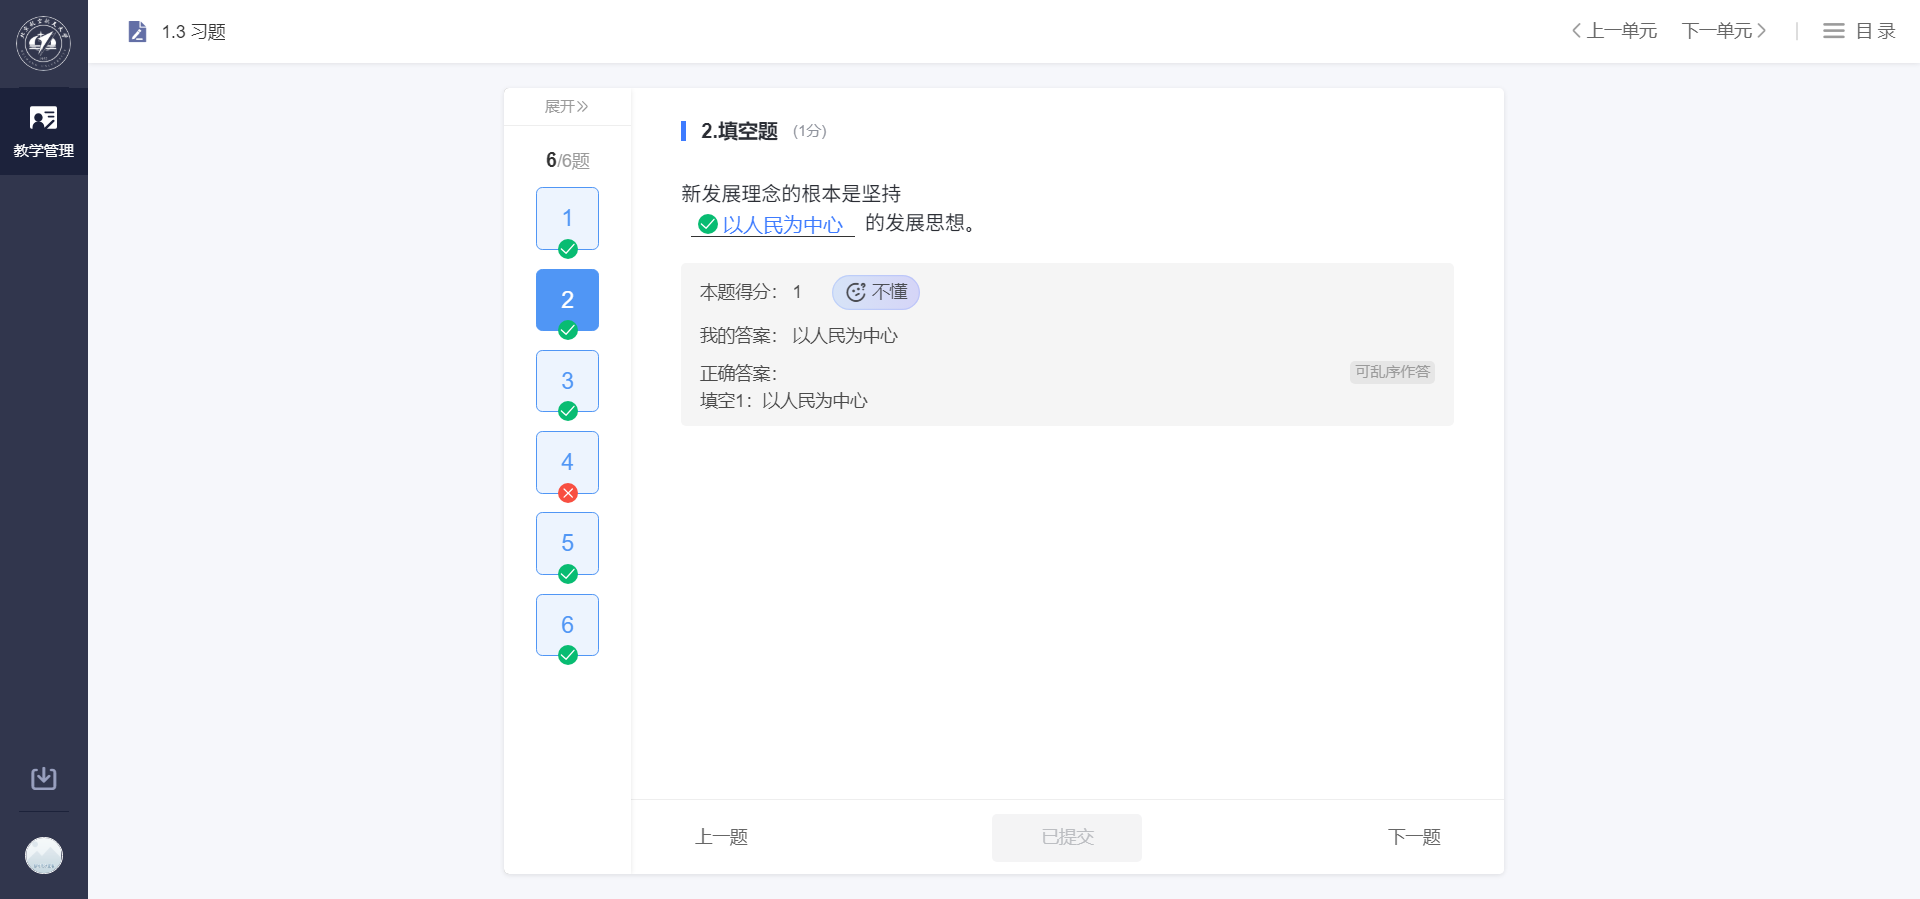 1.3 习题
上一单元
下一单元
目录
教学管理
展开
6/6题
1
2
3
4
5
6
2.填空题 (1分)
新发展理念的根本是坚持
以人民为中心 的发展思想。
本题得分： 1 不懂
我的答案： 以人民为中心
正确答案：
可乱序作答
填空1：以人民为中心
上一题
已提交
下一题